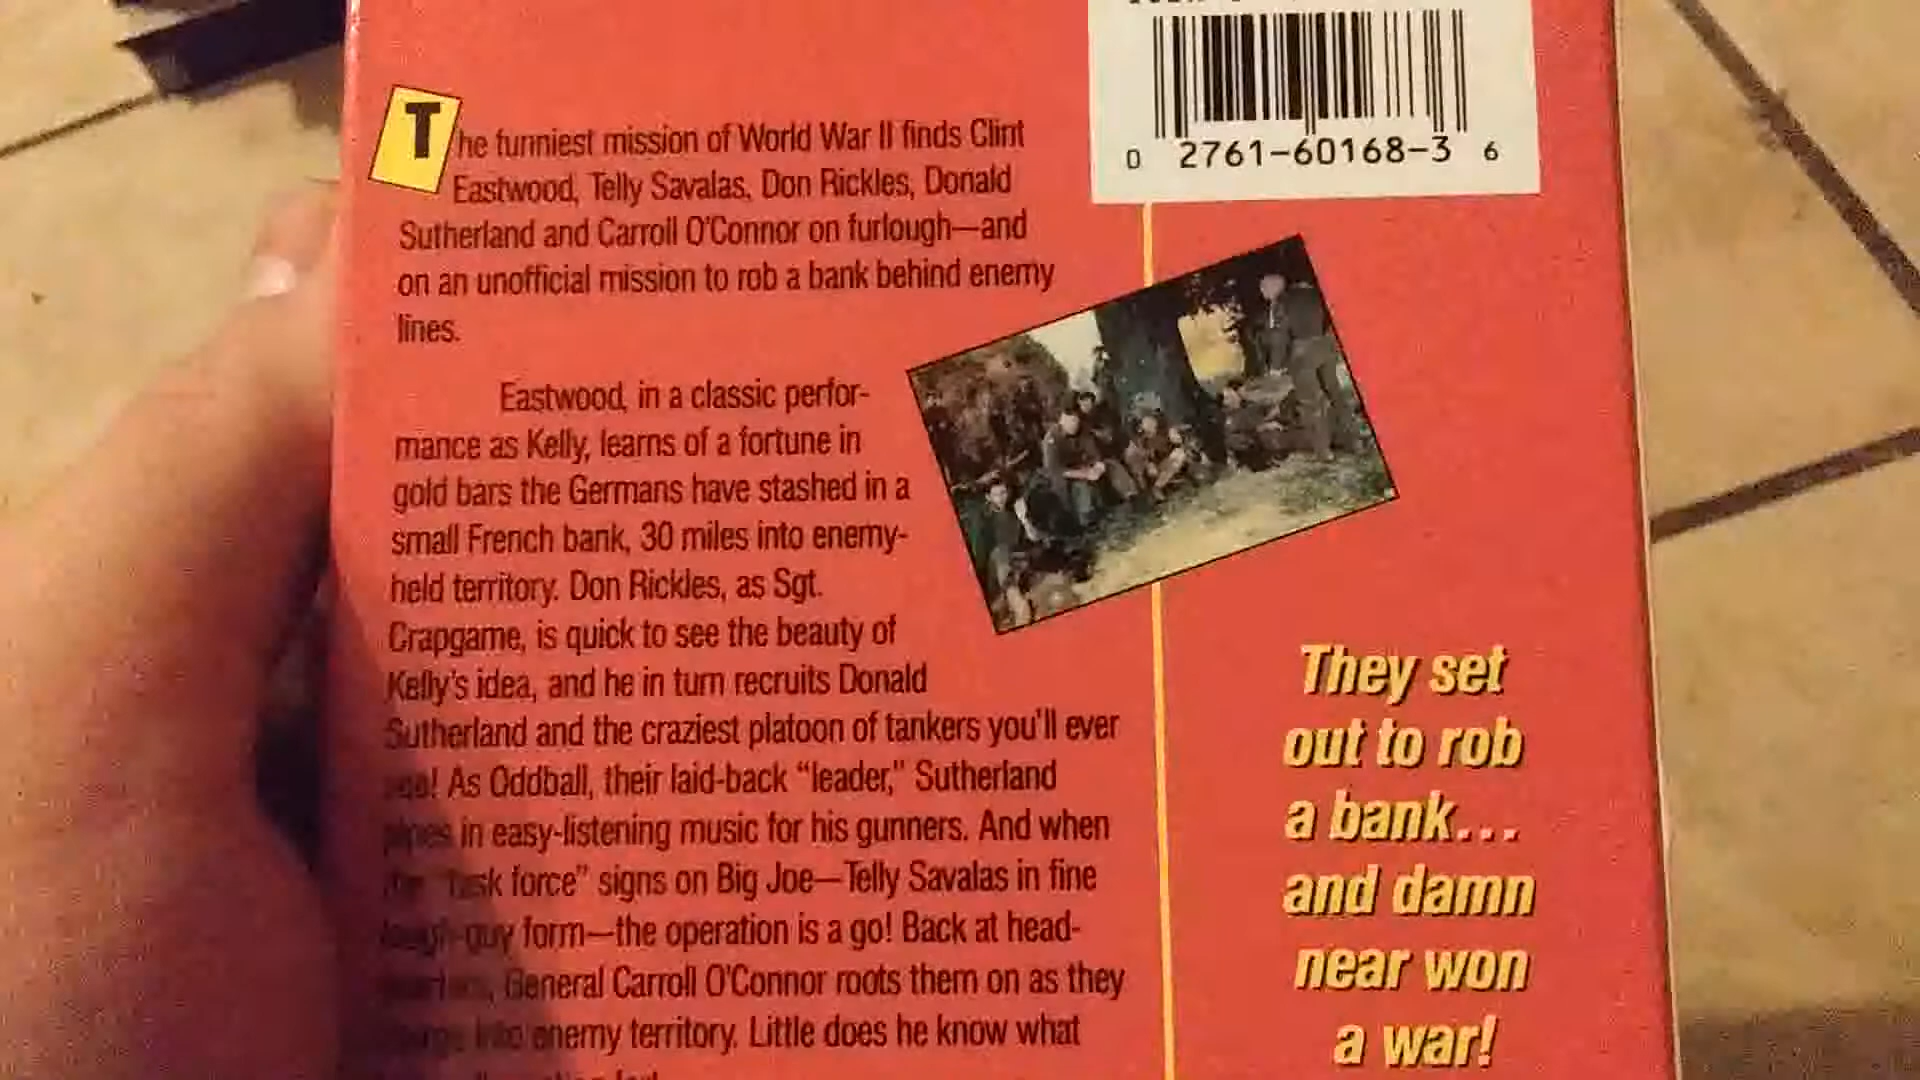 The funniest mission of World War II finds Clint
Eastwood, Telly Savalas, Don Rickles, Donald
Sutherland and Carroll O'Connor on furlough—and
on an unofficial mission to rob a bank behind enemy
lines.
Eastwood, in a classic perfor-
mance as Kelly, learns of a fortune in
gold bars the Germans have stashed in a
small French bank, 30 miles into enemy-
held territory. Don Rickles, as Sgt.
Crapgame, is quick to see the beauty of
Kelly's idea, and he in turn recruits Donald
Sutherland and the craziest platoon of tankers you'll ever
see! As Oddball, their laid-back "leader," Sutherland
pipes in easy-listening music for his gunners. And when
the "task force" signs on Big Joe—Telly Savalas in fine
tough-guy form—the operation is a go! Back at head-
quarters, General Carroll O'Connor roots them on as they
into enemy territory. Little does he know what
0 2761-60168-3 6
They set
out to rob
a bank...
and damn
near won
a war!